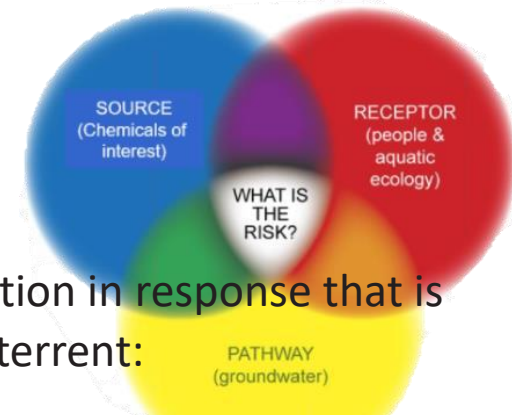 SOURCE
(Chemicals of
interest)
RECEPTOR
(people &
aquatic
ecology)
WHAT IS
THE
RISK?
tion in response that is
terrent:
PATHWAY
(groundwater)